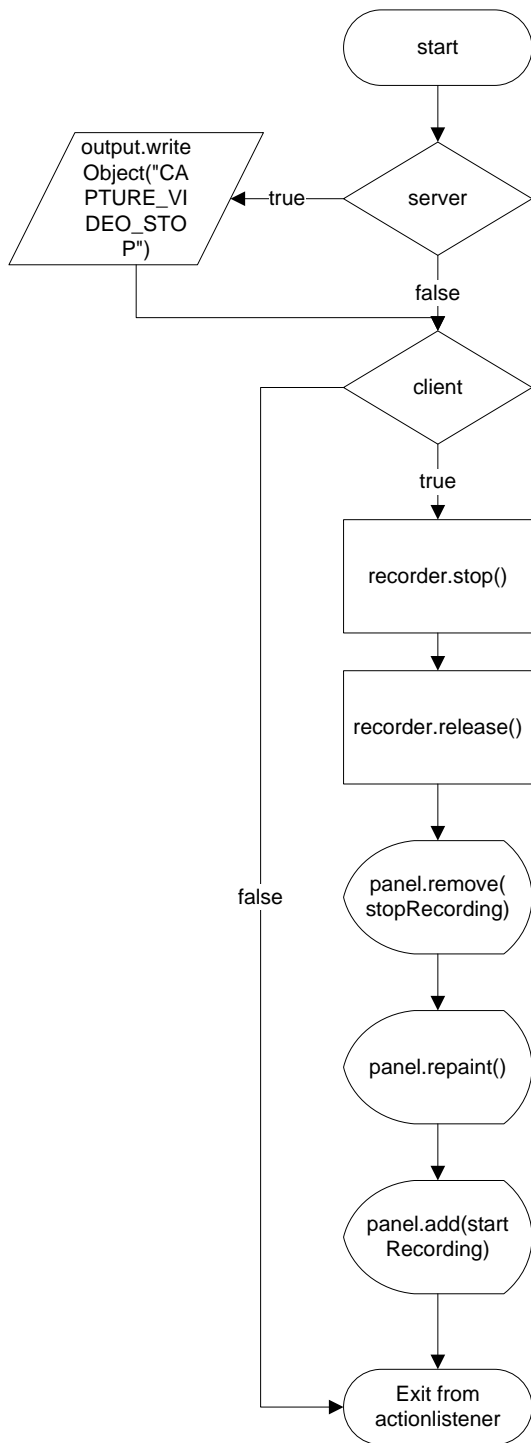 start
output.write
Object("CA
PTURE_VI
DEO_STO
P")
true
server
false
client
true
recorder.stop()
recorder.release()
false
panel.remove(
stopRecording)
panel.repaint()
panel.add(start
Recording)
Exit from
actionlistener